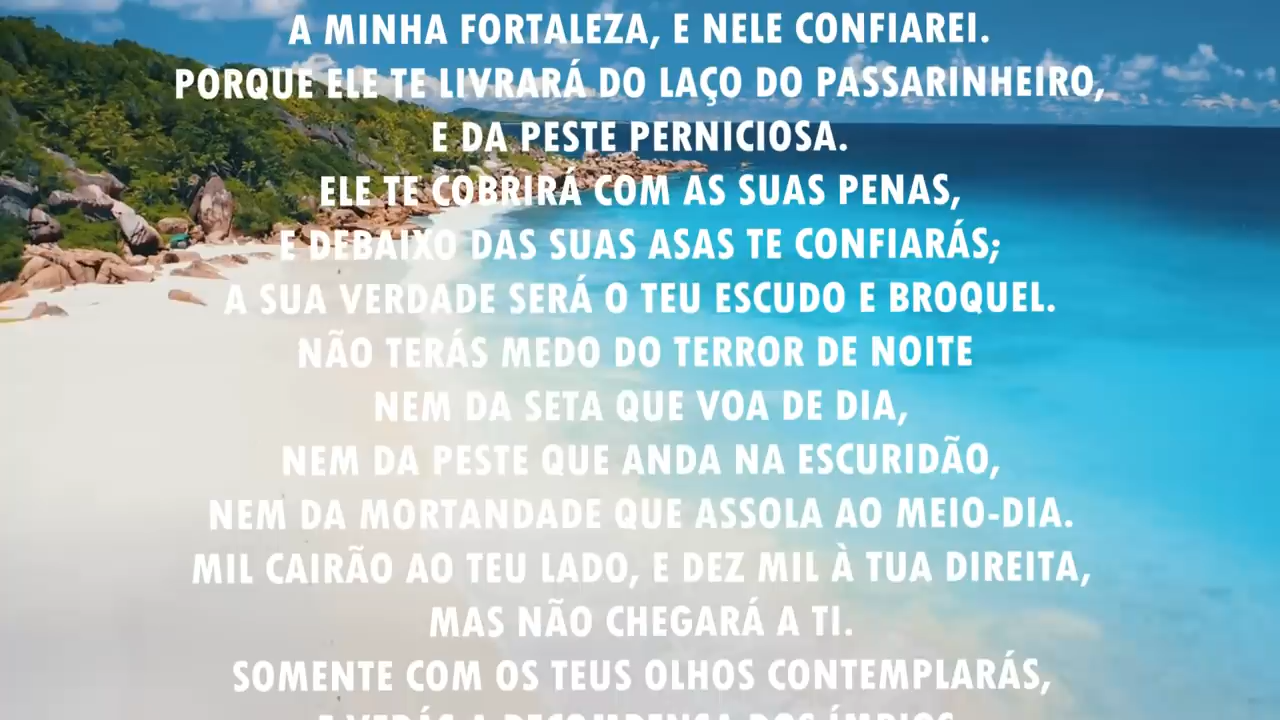 A MINHA FORTALEZA, E NELE CONFIAREI.
PORQUE ELE TE LIVRARÁ DO LAÇO DO PASSARINHEIRO,
E DA PESTE PERNICIOSA.
ELE TE COBRIRÁ COM AS SUAS PENAS,
E DEBAIXO DAS SUAS ASAS TE CONFIARÁS;
A SUA VERDADE SERÁ O TEU ESCUDO E BROQUEL.
NÃO TERÁS MEDO DO TERROR DE NOITE
NEM DA SETA QUE VOA DE DIA,
NEM DA PESTE QUE ANDA NA ESCURIDÃO,
NEM DA MORTANDADE QUE ASSOLA AO MEIO-DIA.
MIL CAIRÃO AO TEU LADO, E DEZ MIL À TUA DIREITA,
MAS NÃO CHEGARÁ A TI.
SOMENTE COM OS TEUS OLHOS CONTEMPLARÁS,
E VERÁS A RECOMPENSA DOS ÍMPIOS.